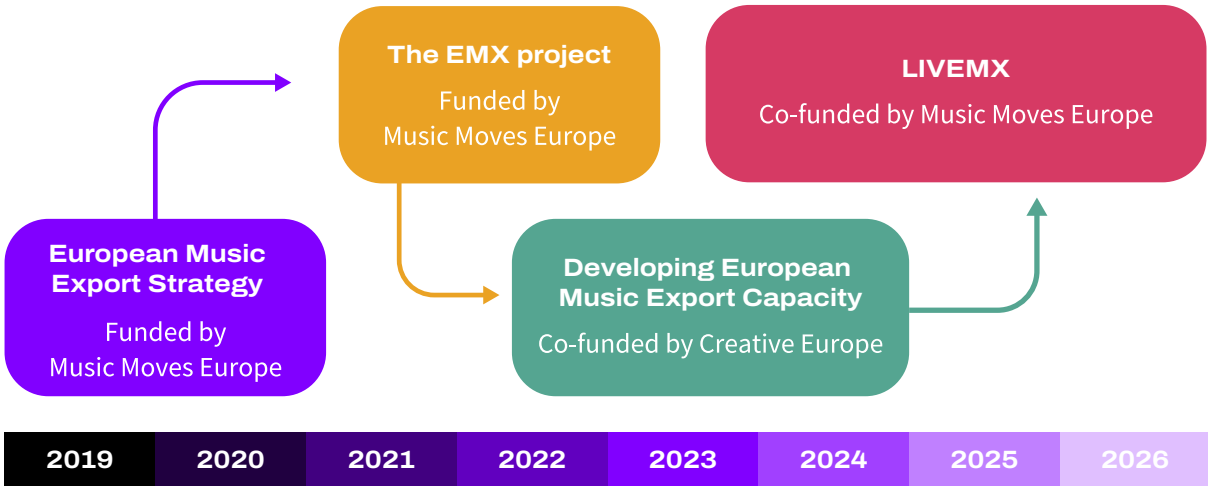 The EMX project
Funded by
Music Moves Europe
LIVEMX
Co-funded by Music Moves Europe
European Music
Export Strategy
Funded by
Music Moves Europe
Developing European
Music Export Capacity
Co-funded by Creative Europe
2019 2020 2021 2022 2023 2024 2025 2026